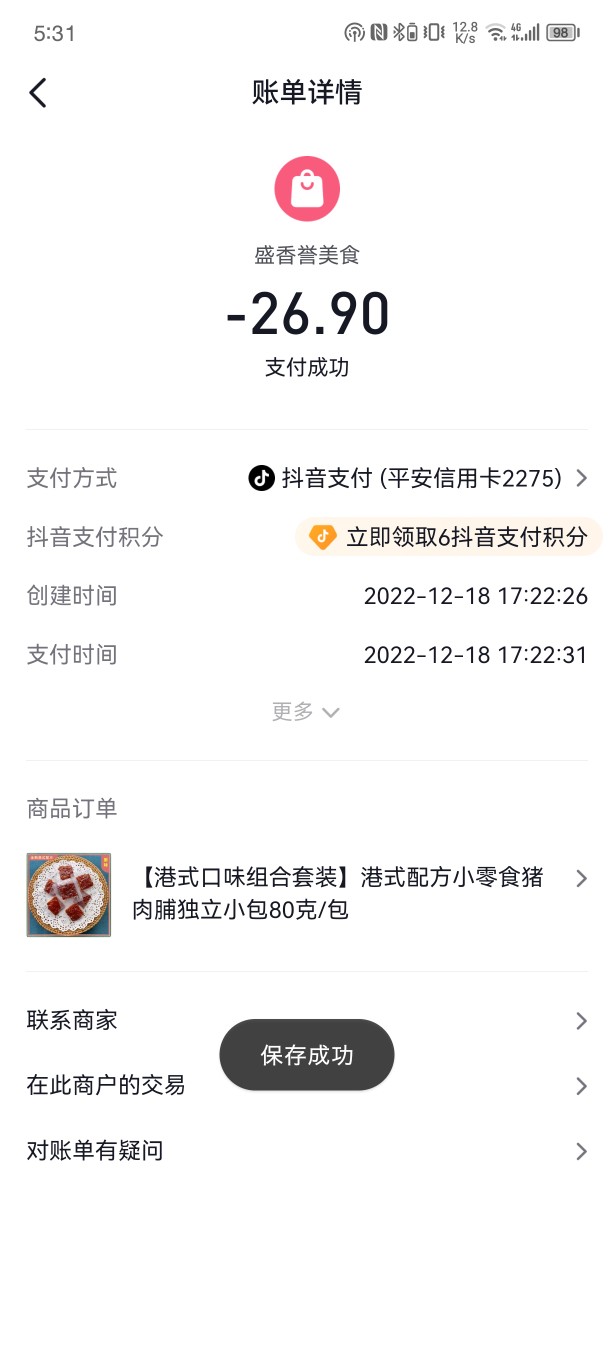 5:31
12.8 K/s
4G
98
账单详情
盛香誉美食
-26.90
支付成功
支付方式 抖音支付 (平安信用卡2275)
抖音支付积分 立即领取6抖音支付积分
创建时间 2022-12-18 17:22:26
支付时间 2022-12-18 17:22:31
更多
商品订单
【港式口味组合套装】港式配方小零食猪
肉脯独立小包80克/包
联系商家
保存成功
在此商户的交易
对账单有疑问